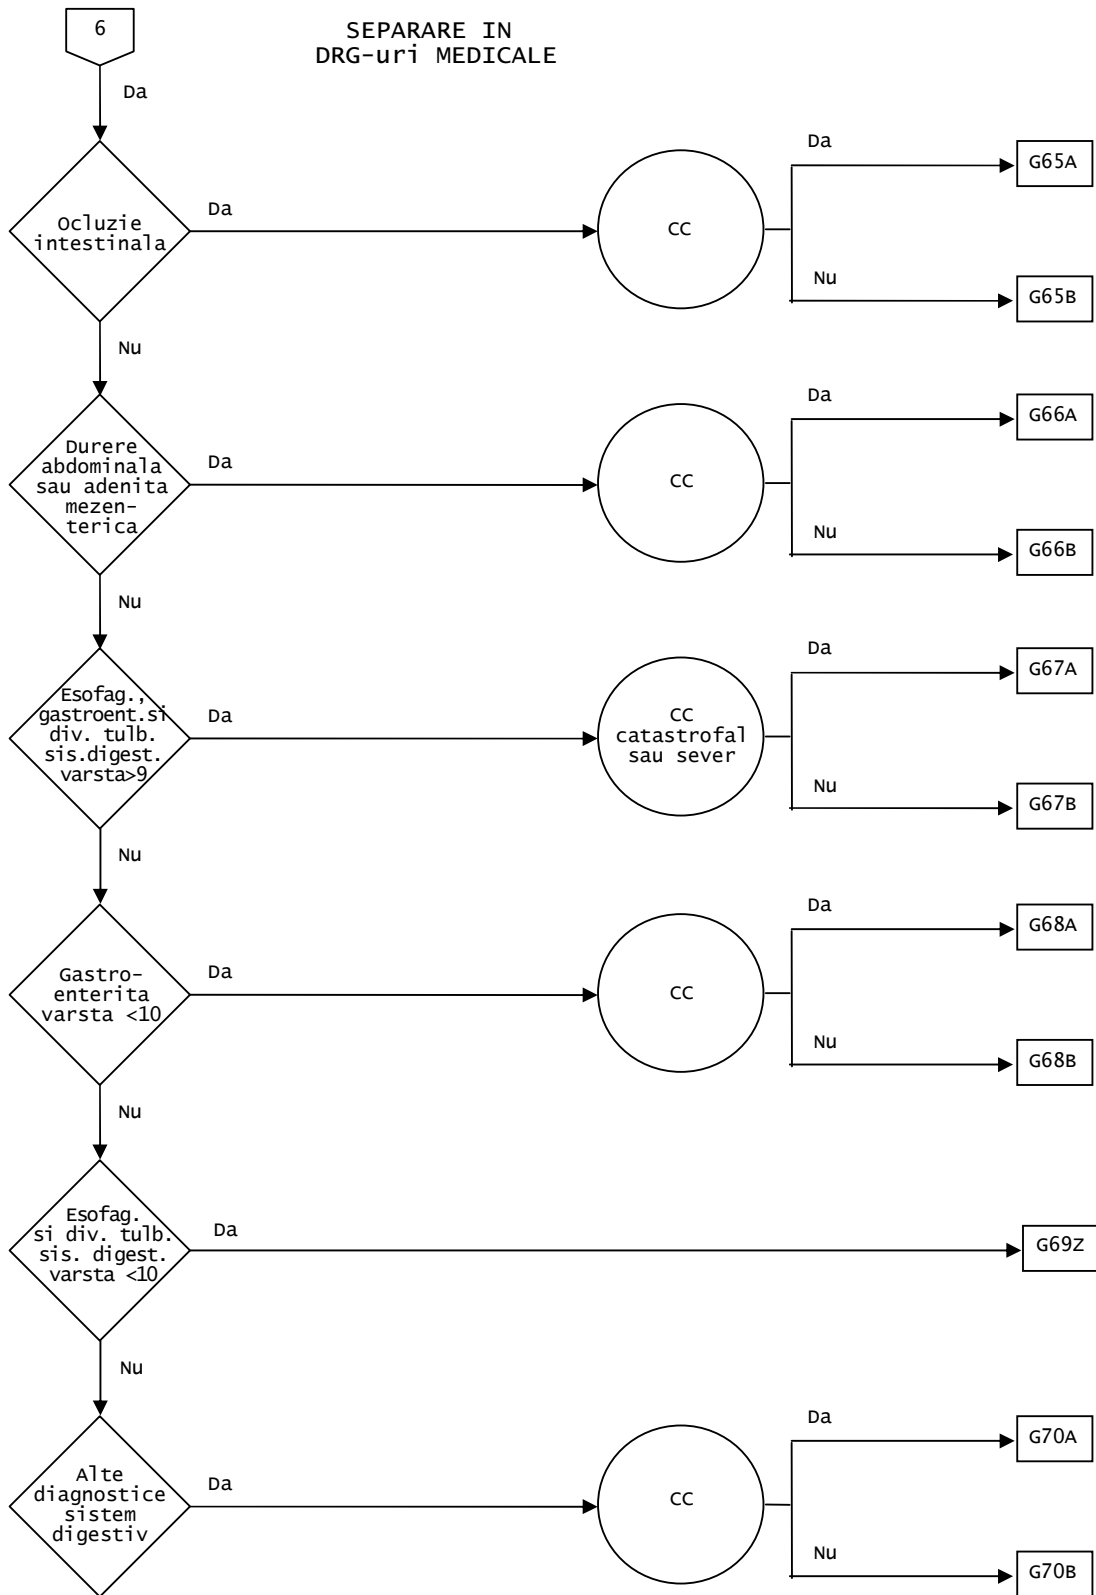 6
SEPARARE IN
DRG-uri MEDICALE
Da
Ocluzie
intestinala
Da
CC
Da
G65A
Nu
G65B
Nu
Durere
abdominala
sau adenita
mezen-
terica
Da
CC
Da
G66A
Nu
G66B
Nu
Esofag.,
gastroent.si
div. tulb.
sis.digest.
varsta>9
Da
CC
catastrofal
sau sever
Da
G67A
Nu
G67B
Nu
Gastro-
enterita
varsta <10
Da
CC
Da
G68A
Nu
G68B
Nu
Esofag.
si div. tulb.
sis. digest.
varsta <10
Da
G69Z
Nu
Alte
diagnostice
sistem
digestiv
Da
CC
Da
G70A
Nu
G70B